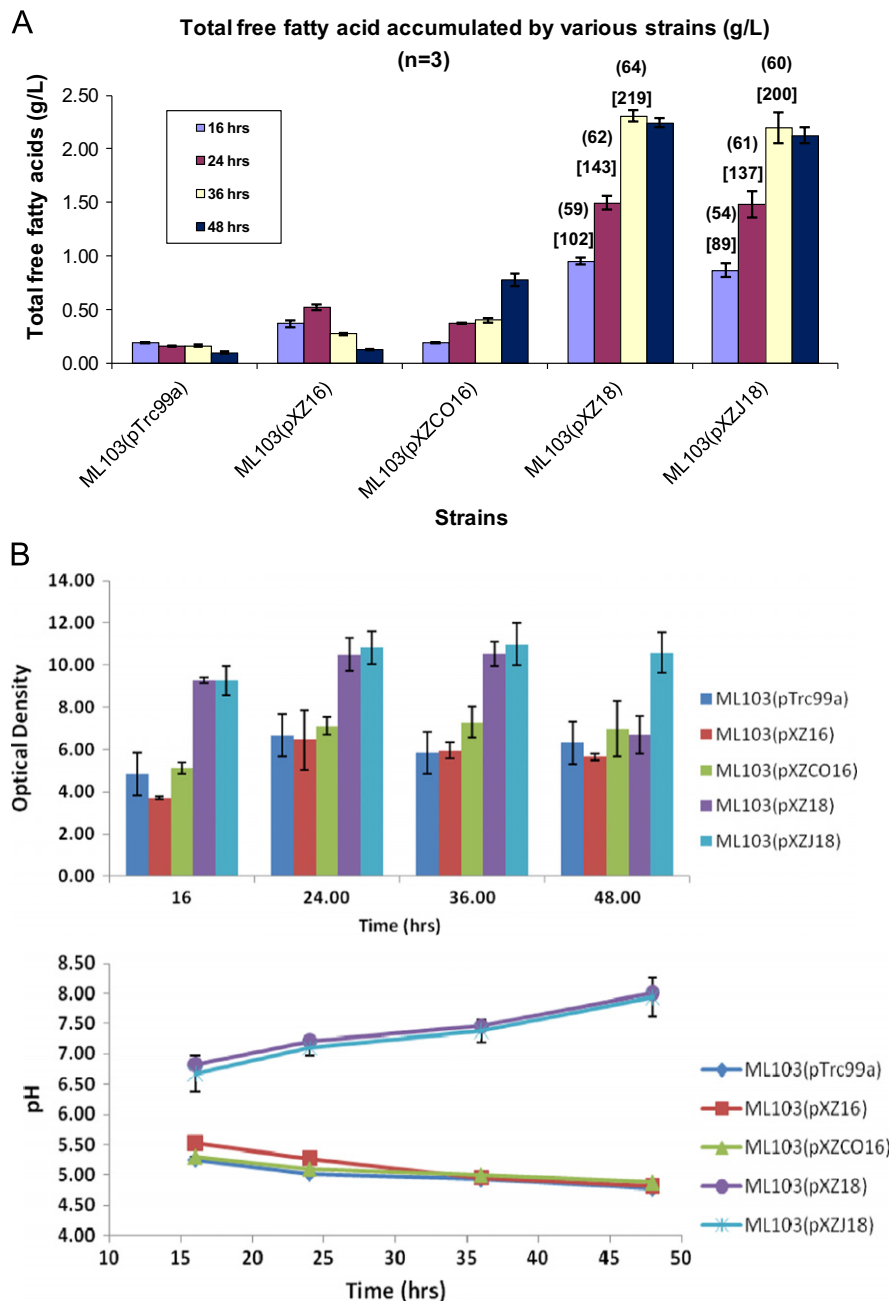 A
Total free fatty acid accumulated by various strains (g/L)
(n=3)
Total free fatty acids (g/L)
2.50
2.00
1.50
1.00
0.50
0.00
16 hrs
24 hrs
36 hrs
48 hrs
(59)
[102]
(62)
[143]
(64)
[219]
(54)
[89]
(61)
[137]
(60)
[200]
ML103(pTrc99a)
ML103(pXZ16)
ML103(pXZCO16)
ML103(pXZ18)
ML103(pXZJ18)
Strains
B
Optical Density
14.00
12.00
10.00
8.00
6.00
4.00
2.00
0.00
16
24.00
36.00
48.00
Time (hrs)
ML103(pTrc99a)
ML103(pXZ16)
ML103(pXZCO16)
ML103(pXZ18)
ML103(pXZJ18)
pH
8.50
8.00
7.50
7.00
6.50
6.00
5.50
5.00
4.50
4.00
10
15
20
25
30
35
40
45
50
Time (hrs)
ML103(pTrc99a)
ML103(pXZ16)
ML103(pXZCO16)
ML103(pXZ18)
ML103(pXZJ18)